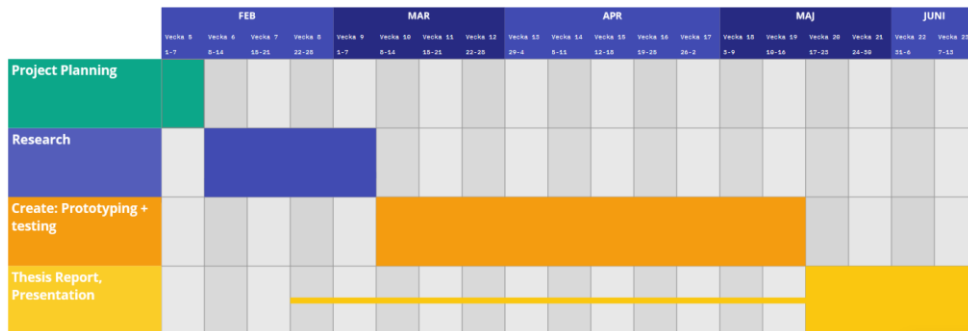 FEB MAR APR MAJ JUNI
Vecka 5 Vecka 6 Vecka 7 Vecka 8 Vecka 9 Vecka 10 Vecka 11 Vecka 12 Vecka 13 Vecka 14 Vecka 15 Vecka 16 Vecka 17 Vecka 18 Vecka 19 Vecka 20 Vecka 21 Vecka 22 Vecka 23
1-7 8-14 15-21 22-28 1-7 8-14 15-21 22-28 29-4 5-11 12-18 19-25 26-2 3-9 10-16 17-23 24-30 31-6 7-13
Project Planning
Research
Create: Prototyping +
testing
Thesis Report,
Presentation